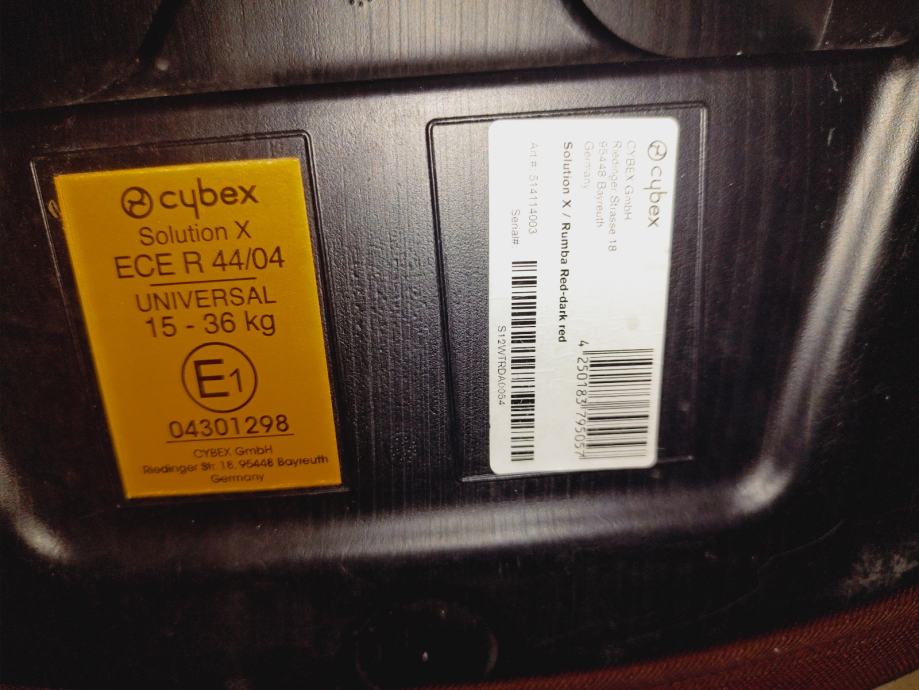 cybex
Solution X
ECE R 44/04
UNIVERSAL
15 - 36 kg
E1
04301298
CYBEX GmbH
Riedinger Str. 18, 95448 Bayreuth
Germany
cybex
CYBEX GmbH
Riedinger Strasse 18
95448 Bayreuth
Germany
Solution X / Rumba Red-dark red
4 250183 795057
Art.#: 514114003
Serial#:
S12WTRDA0054